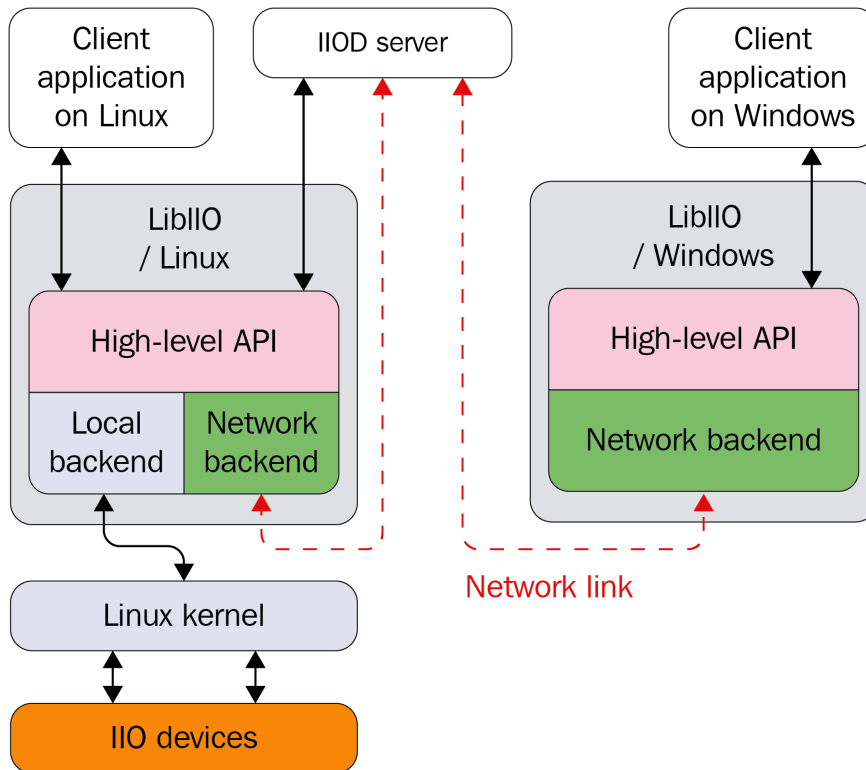 Client
application
on Linux
IIOD server
Client
application
on Windows
LibIIO
/ Linux
LibIIO
/ Windows
High-level API
High-level API
Local
backend
Network
backend
Network backend
Network link
Linux kernel
IIO devices